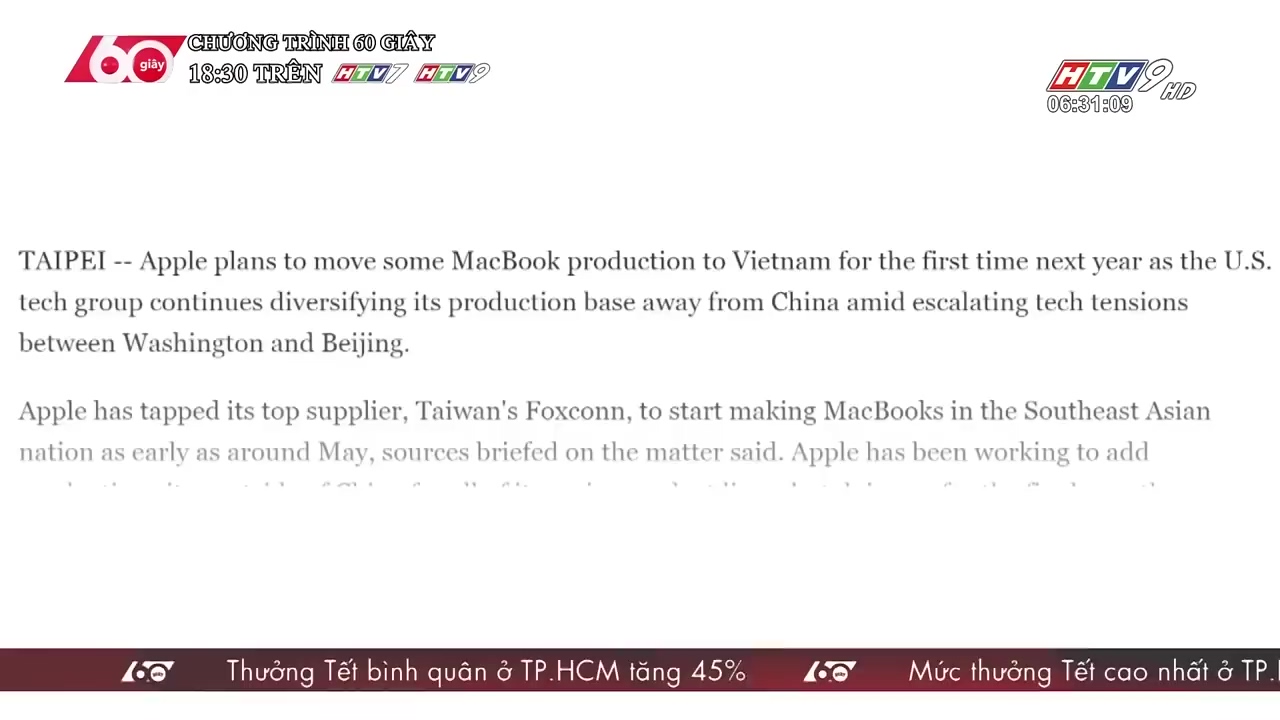 60 giây
CHƯƠNG TRÌNH 60 GIÂY
18:30 TRÊN HTV7 HTV9
HTV9 HD
06:31:09
TAIPEI -- Apple plans to move some MacBook production to Vietnam for the first time next year as the U.S.
tech group continues diversifying its production base away from China amid escalating tech tensions
between Washington and Beijing.
Apple has tapped its top supplier, Taiwan's Foxconn, to start making MacBooks in the Southeast Asian
nation as early as around May, sources briefed on the matter said. Apple has been working to add
60 giây Thưởng Tết bình quân ở TP.HCM tăng 45% 60 giây Mức thưởng Tết cao nhất ở TP.